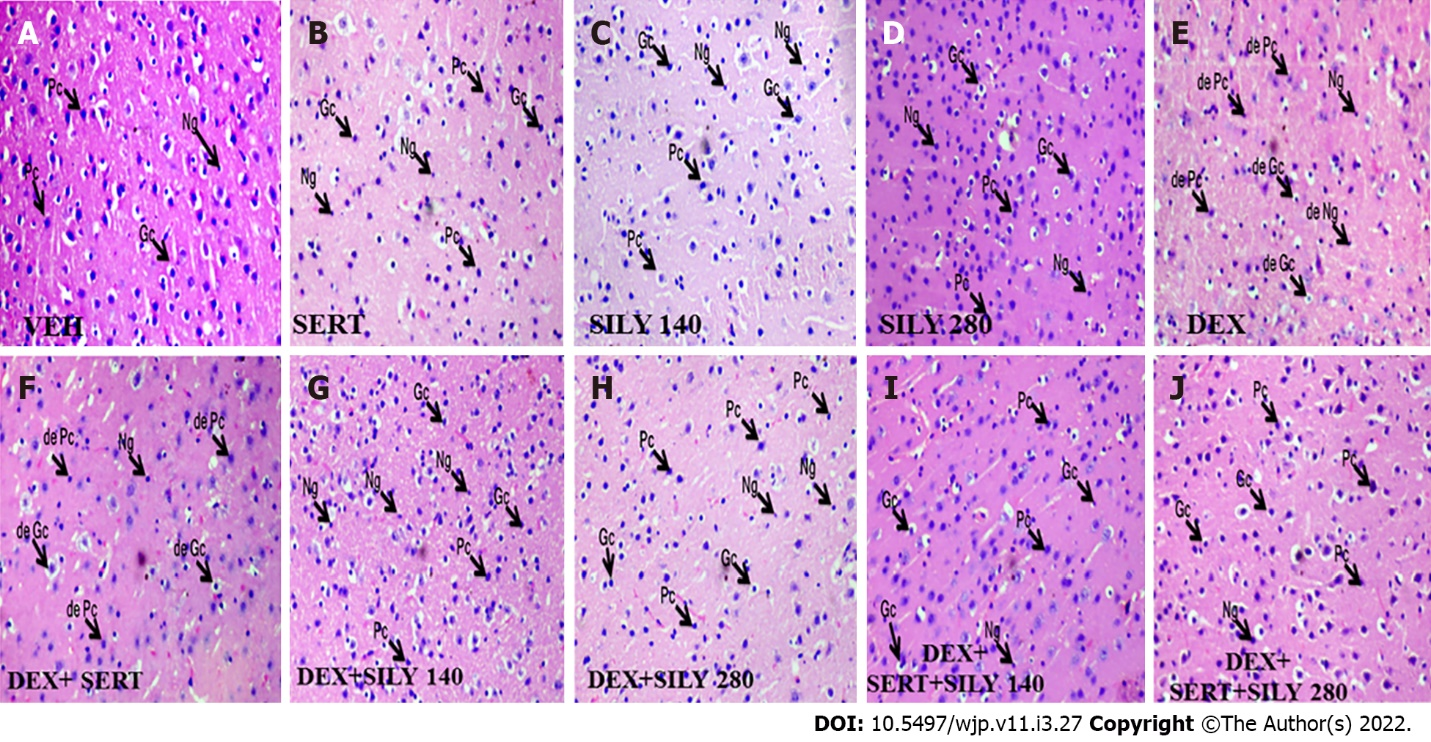 A
Pc
Ng
Pc
Gc
VEH
B
Pc
Gc
Gc
Ng
Ng
Pc
SERT
C
Gc
Ng
Ng
Gc
Pc
Pc
SILY 140
D
Gc
Ng
Gc
Pc
Ng
Pc
SILY 280
E
de Pc
de Pc
Ng
de Pc
de Gc
de Ng
de Gc
DEX
F
de Pc
Ng
de Pc
de Gc
de Gc
de Pc
DEX+ SERT
G
Gc
Ng
Ng
Ng
Gc
Pc
Pc
DEX+SILY 140
H
Pc
Pc
Pc
Ng
Ng
Gc
Gc
Pc
DEX+SILY 280
I
Pc
Gc
Gc
Pc
Gc
Ng
DEX+
SERT+SILY 140
J
Pc
Pc
Gc
Gc
Pc
Ng
DEX+
SERT+SILY 280
DOI: 10.5497/wjp.v11.i3.27 Copyright ©The Author(s) 2022.